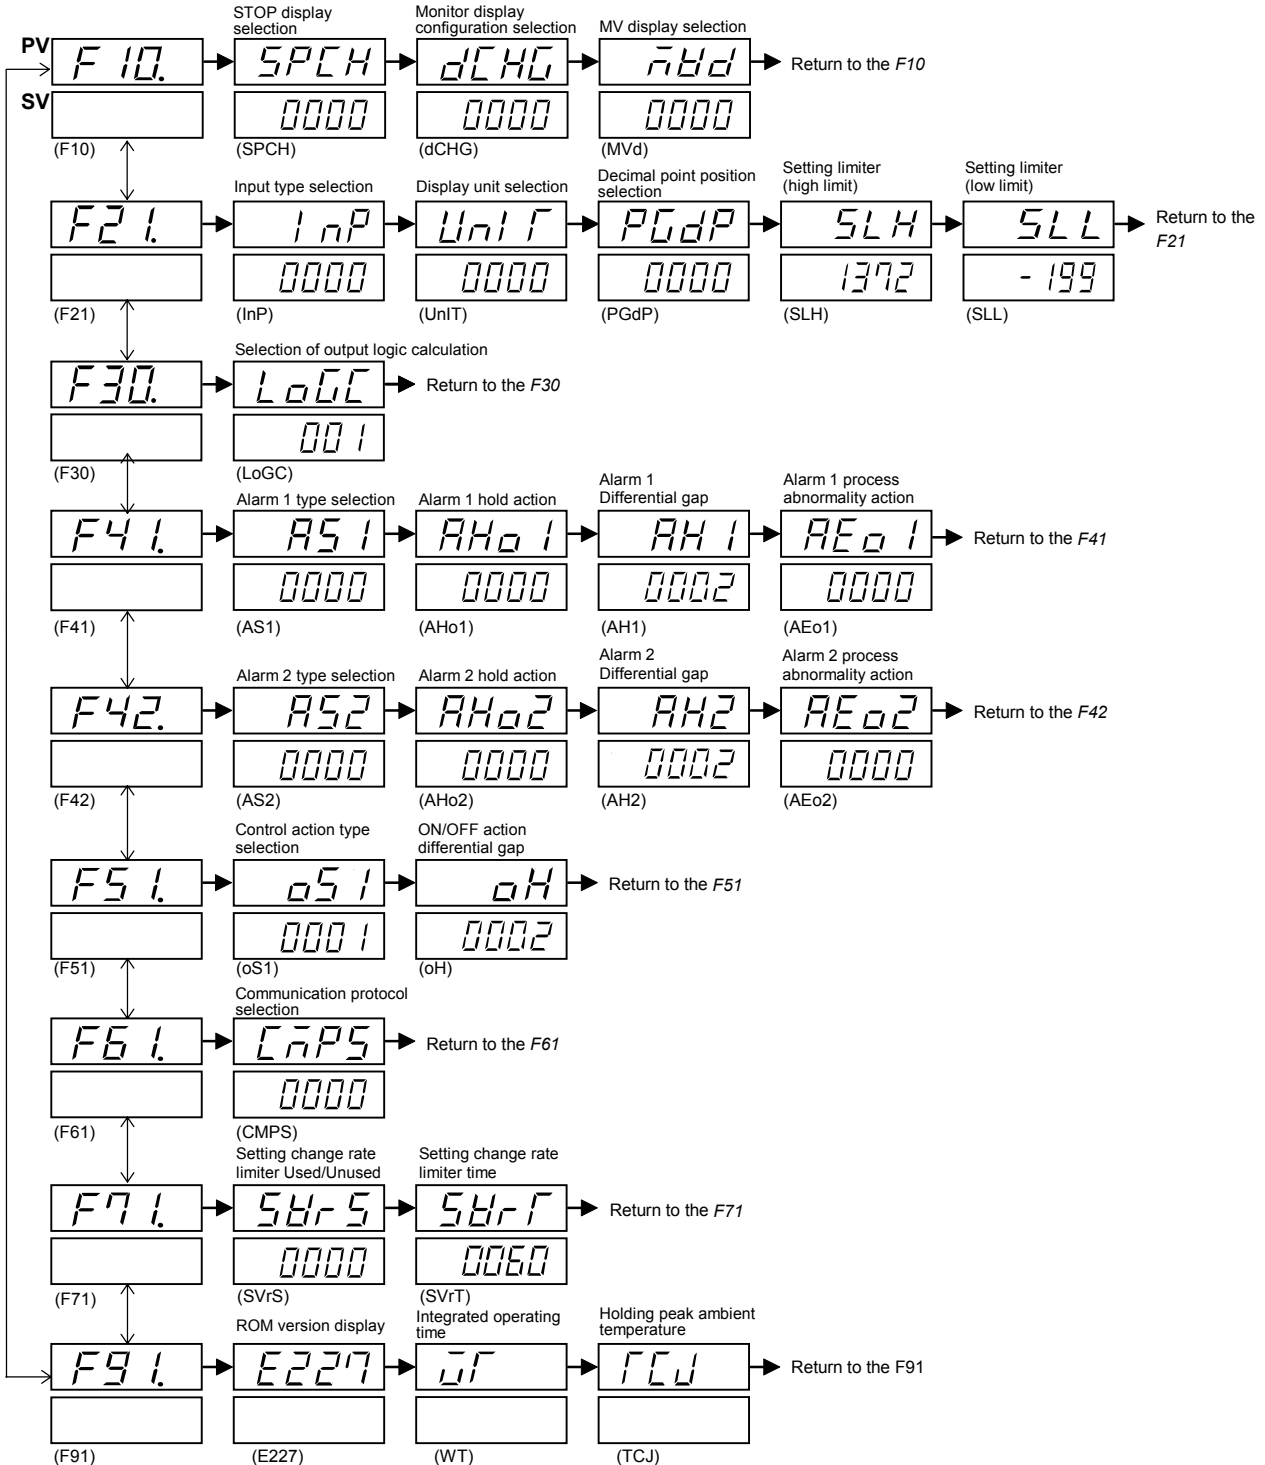 STOP display
selection
Monitor display
configuration selection
MV display selection
PV
F 10.
SPCH
dCHG
MVd
Return to the F10
SV
0000
0000
0000
(F10)
(SPCH)
(dCHG)
(MVd)
Input type selection
Display unit selection
Decimal point position
selection
Setting limiter
(high limit)
Setting limiter
(low limit)
F21.
InP
UnIT
PGdP
SLH
SLL
Return to the
F21
0000
0000
0000
1372
-199
(F21)
(InP)
(UnIT)
(PGdP)
(SLH)
(SLL)
Selection of output logic calculation
F30.
LoGC
Return to the F30
001
(F30)
(LoGC)
Alarm 1 type selection
Alarm 1 hold action
Alarm 1
Differential gap
Alarm 1 process
abnormality action
F41.
AS1
AHo1
AH1
AEo1
Return to the F41
0000
0000
0002
0000
(F41)
(AS1)
(AHo1)
(AH1)
(AEo1)
Alarm 2 type selection
Alarm 2 hold action
Alarm 2
Differential gap
Alarm 2 process
abnormality action
F42.
AS2
AHo2
AH2
AEo2
Return to the F42
0000
0000
0002
0000
(F42)
(AS2)
(AHo2)
(AH2)
(AEo2)
Control action type
selection
ON/OFF action
differential gap
F51.
oS1
oH
Return to the F51
0001
0002
(F51)
(oS1)
(oH)
Communication protocol
selection
F61.
CMPS
Return to the F61
0000
(F61)
(CMPS)
Setting change rate
limiter Used/Unused
Setting change rate
limiter time
F71.
SVrS
SVrT
Return to the F71
0000
0060
(F71)
(SVrS)
(SVrT)
ROM version display
Integrated operating
time
Holding peak ambient
temperature
F91.
E227
WT
TCJ
Return to the F91
(F91)
(E227)
(WT)
(TCJ)